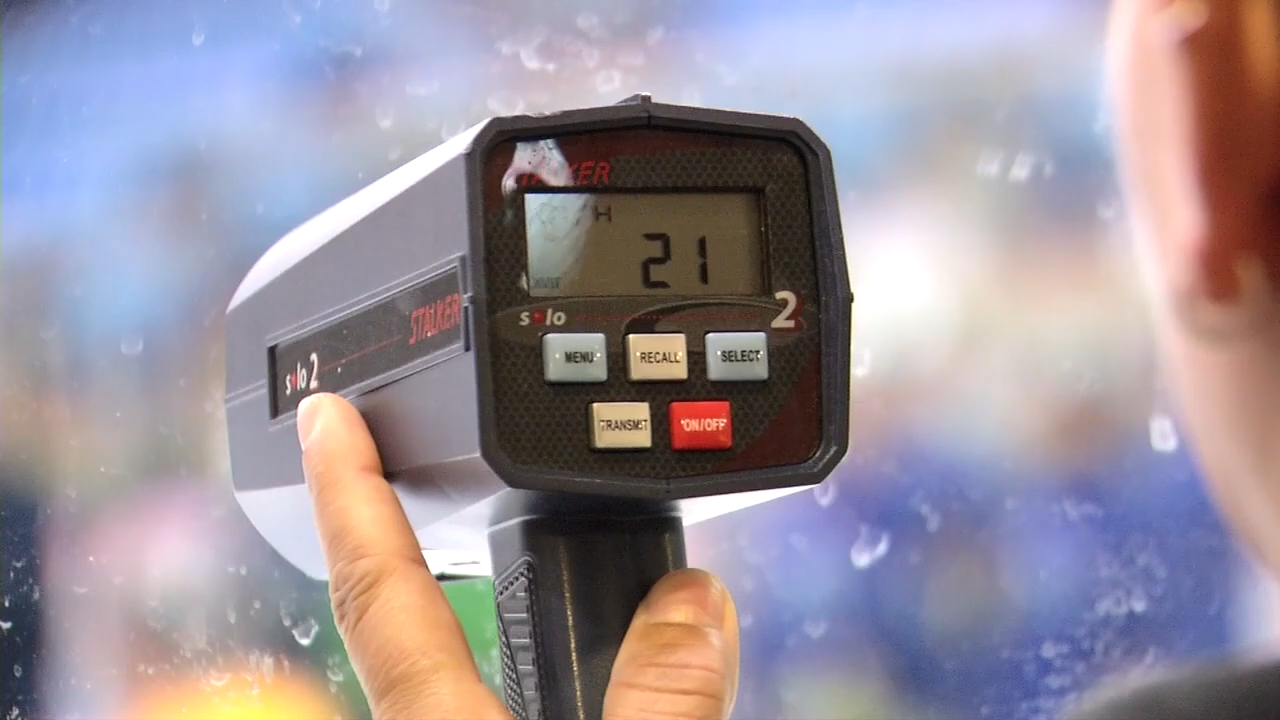 STALKER
H
21
solo 2
STALKER
solo 2
MENU RECALL SELECT
TRANSMIT ON/OFF